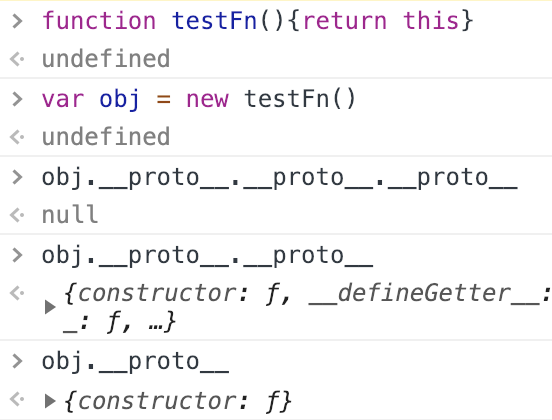 > function testFn(){return this}
undefined
> var obj = new testFn()
undefined
> obj.__proto__.__proto__.__proto__
null
> obj.__proto__.__proto__
{constructor: ƒ, __defineGetter__:
_: ƒ, …}
> obj.__proto__
{constructor: ƒ}